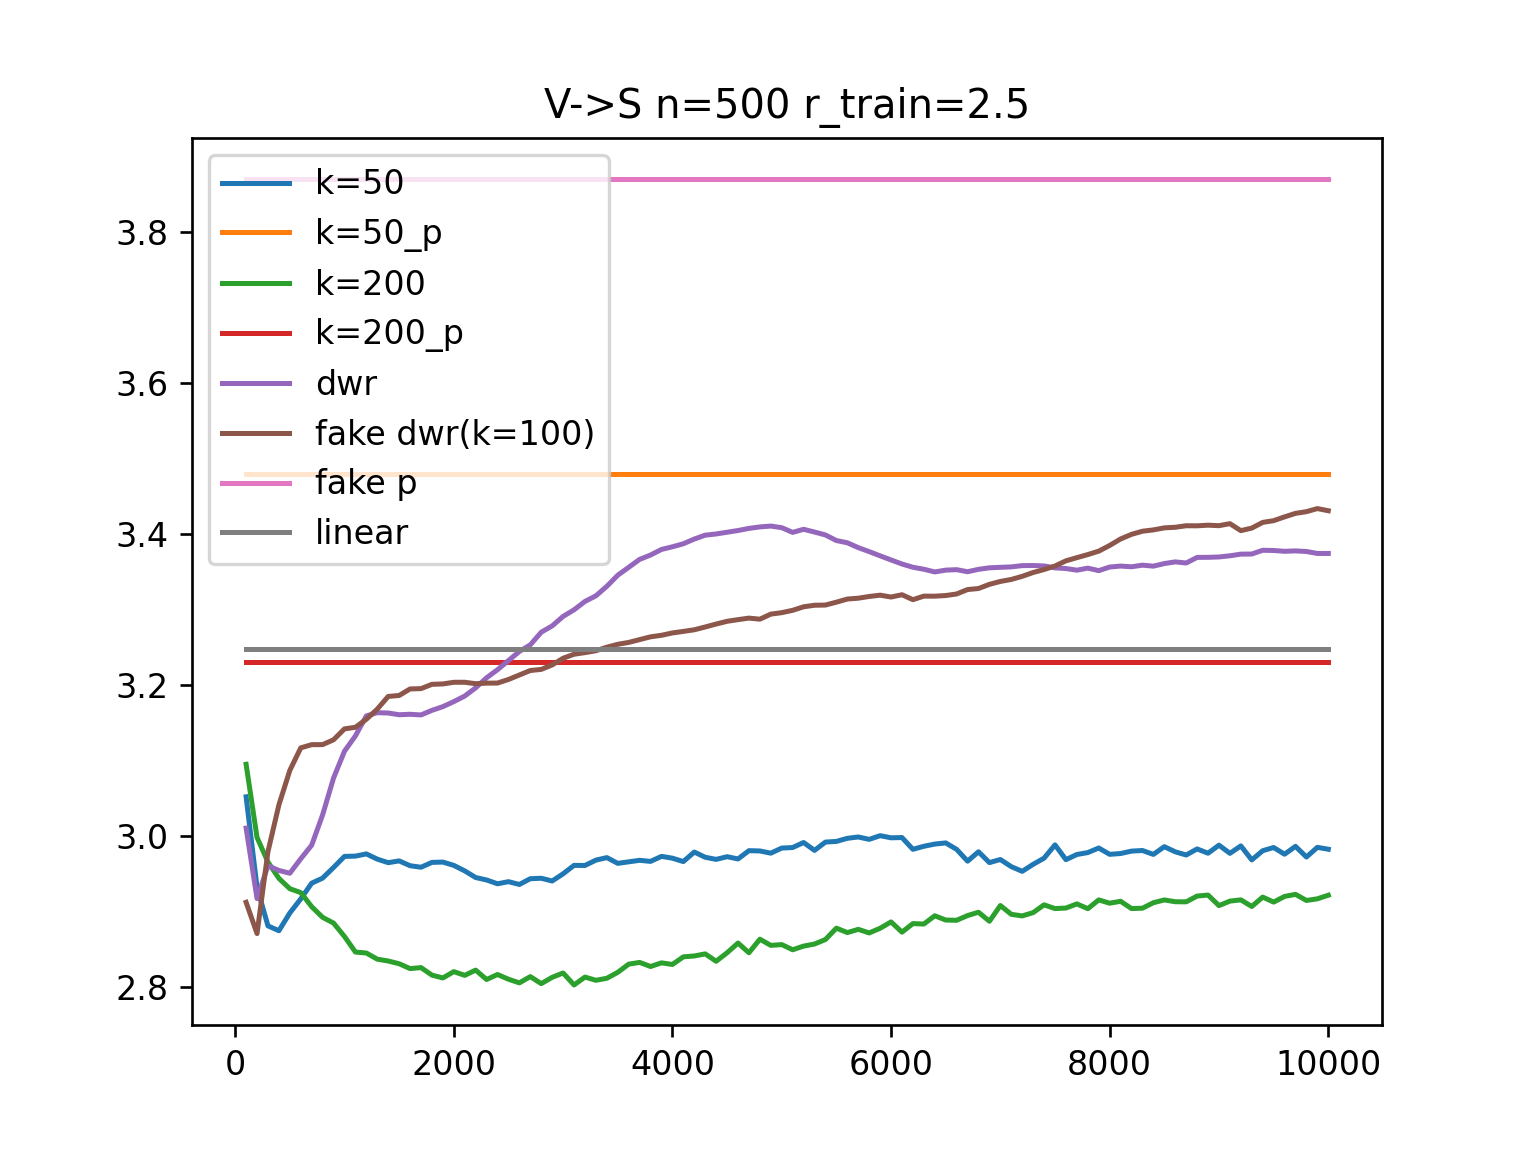 V->S n=500 r_train=2.5
k=50
k=50_p
k=200
k=200_p
dwr
fake dwr(k=100)
fake p
linear
3.8
3.6
3.4
3.2
3.0
2.8
0 2000 4000 6000 8000 10000